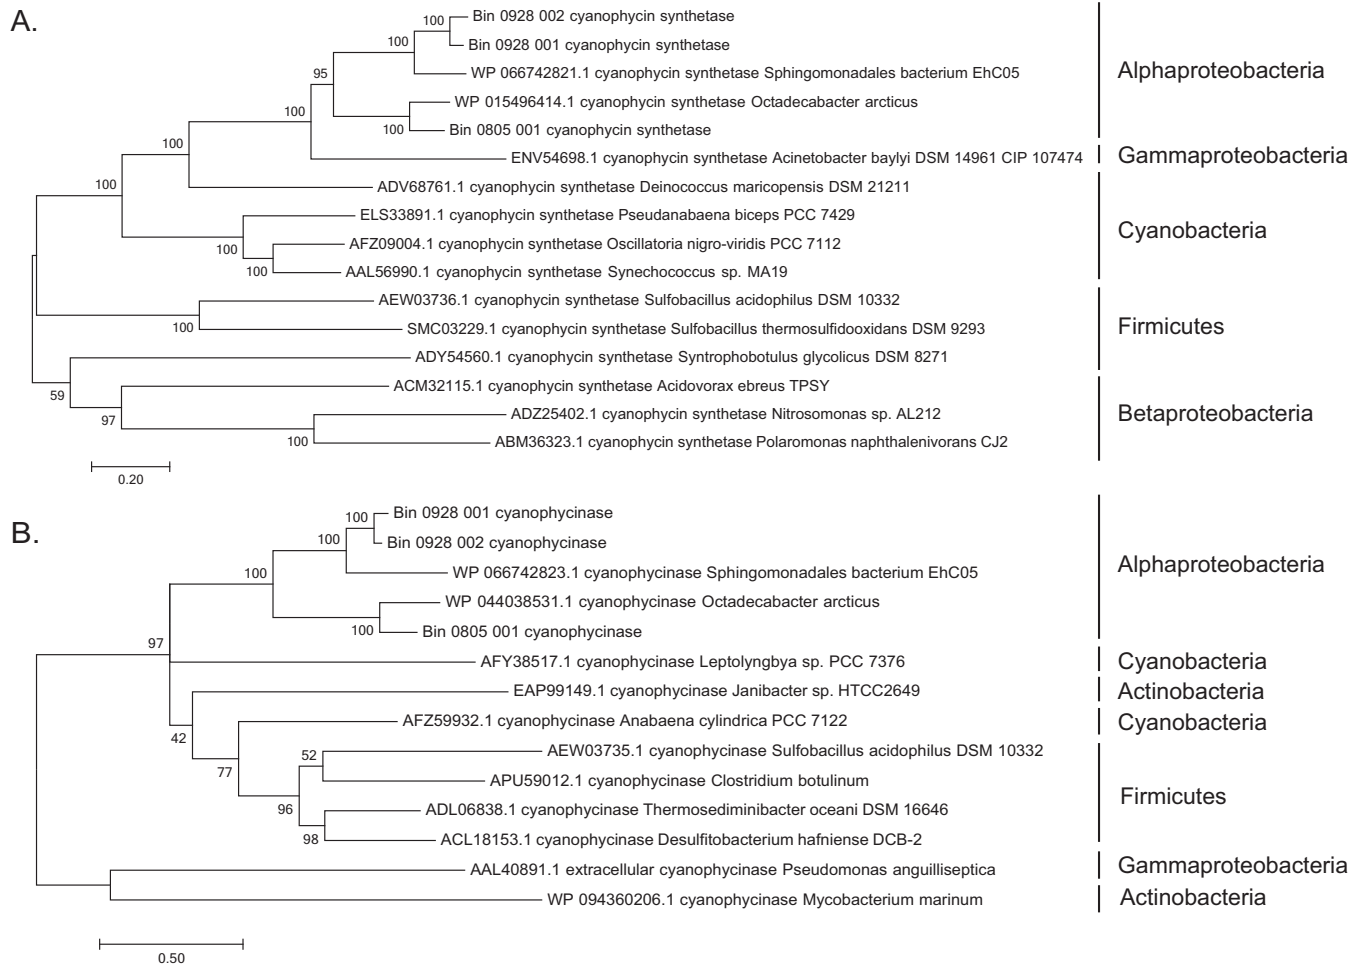 A.
100
Bin 0928 002 cyanophycin synthetase
100
Bin 0928 001 cyanophycin synthetase
95
WP 066742821.1 cyanophycin synthetase Sphingomonadales bacterium EhC05
Alphaproteobacteria
100
WP 015496414.1 cyanophycin synthetase Octadecabacter arcticus
100
Bin 0805 001 cyanophycin synthetase
100
ENV54698.1 cyanophycin synthetase Acinetobacter baylyi DSM 14961 CIP 107474
Gammaproteobacteria
100
ADV68761.1 cyanophycin synthetase Deinococcus maricopensis DSM 21211
ELS33891.1 cyanophycin synthetase Pseudanabaena biceps PCC 7429
Cyanobacteria
100
AFZ09004.1 cyanophycin synthetase Oscillatoria nigro-viridis PCC 7112
100
AAL56990.1 cyanophycin synthetase Synechococcus sp. MA19
AEW03736.1 cyanophycin synthetase Sulfobacillus acidophilus DSM 10332
100
SMC03229.1 cyanophycin synthetase Sulfobacillus thermosulfidooxidans DSM 9293
Firmicutes
ADY54560.1 cyanophycin synthetase Syntrophobotulus glycolicus DSM 8271
59
ACM32115.1 cyanophycin synthetase Acidovorax ebreus TPSY
97
ADZ25402.1 cyanophycin synthetase Nitrosomonas sp. AL212
Betaproteobacteria
100
ABM36323.1 cyanophycin synthetase Polaromonas naphthalenivorans CJ2
0.20
B.
100
Bin 0928 001 cyanophycinase
100
Bin 0928 002 cyanophycinase
100
WP 066742823.1 cyanophycinase Sphingomonadales bacterium EhC05
Alphaproteobacteria
WP 044038531.1 cyanophycinase Octadecabacter arcticus
100
Bin 0805 001 cyanophycinase
97
AFY38517.1 cyanophycinase Leptolyngbya sp. PCC 7376
Cyanobacteria
EAP99149.1 cyanophycinase Janibacter sp. HTCC2649
Actinobacteria
42
AFZ59932.1 cyanophycinase Anabaena cylindrica PCC 7122
Cyanobacteria
77
52
AEW03735.1 cyanophycinase Sulfobacillus acidophilus DSM 10332
APU59012.1 cyanophycinase Clostridium botulinum
Firmicutes
96
ADL06838.1 cyanophycinase Thermosediminibacter oceani DSM 16646
98
ACL18153.1 cyanophycinase Desulfitobacterium hafniense DCB-2
AAL40891.1 extracellular cyanophycinase Pseudomonas anguilliseptica
Gammaproteobacteria
WP 094360206.1 cyanophycinase Mycobacterium marinum
Actinobacteria
0.50